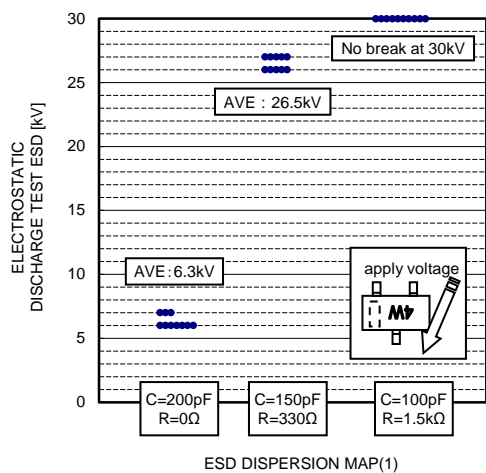 ELECTROSTATIC
DISCHARGE TEST ESD [kV]
30
25
20
15
10
5
0
No break at 30kV
AVE：26.5kV
AVE：6.3kV
apply voltage
4W
C=200pF
R=0Ω
C=150pF
R=330Ω
C=100pF
R=1.5kΩ
ESD DISPERSION MAP(1)